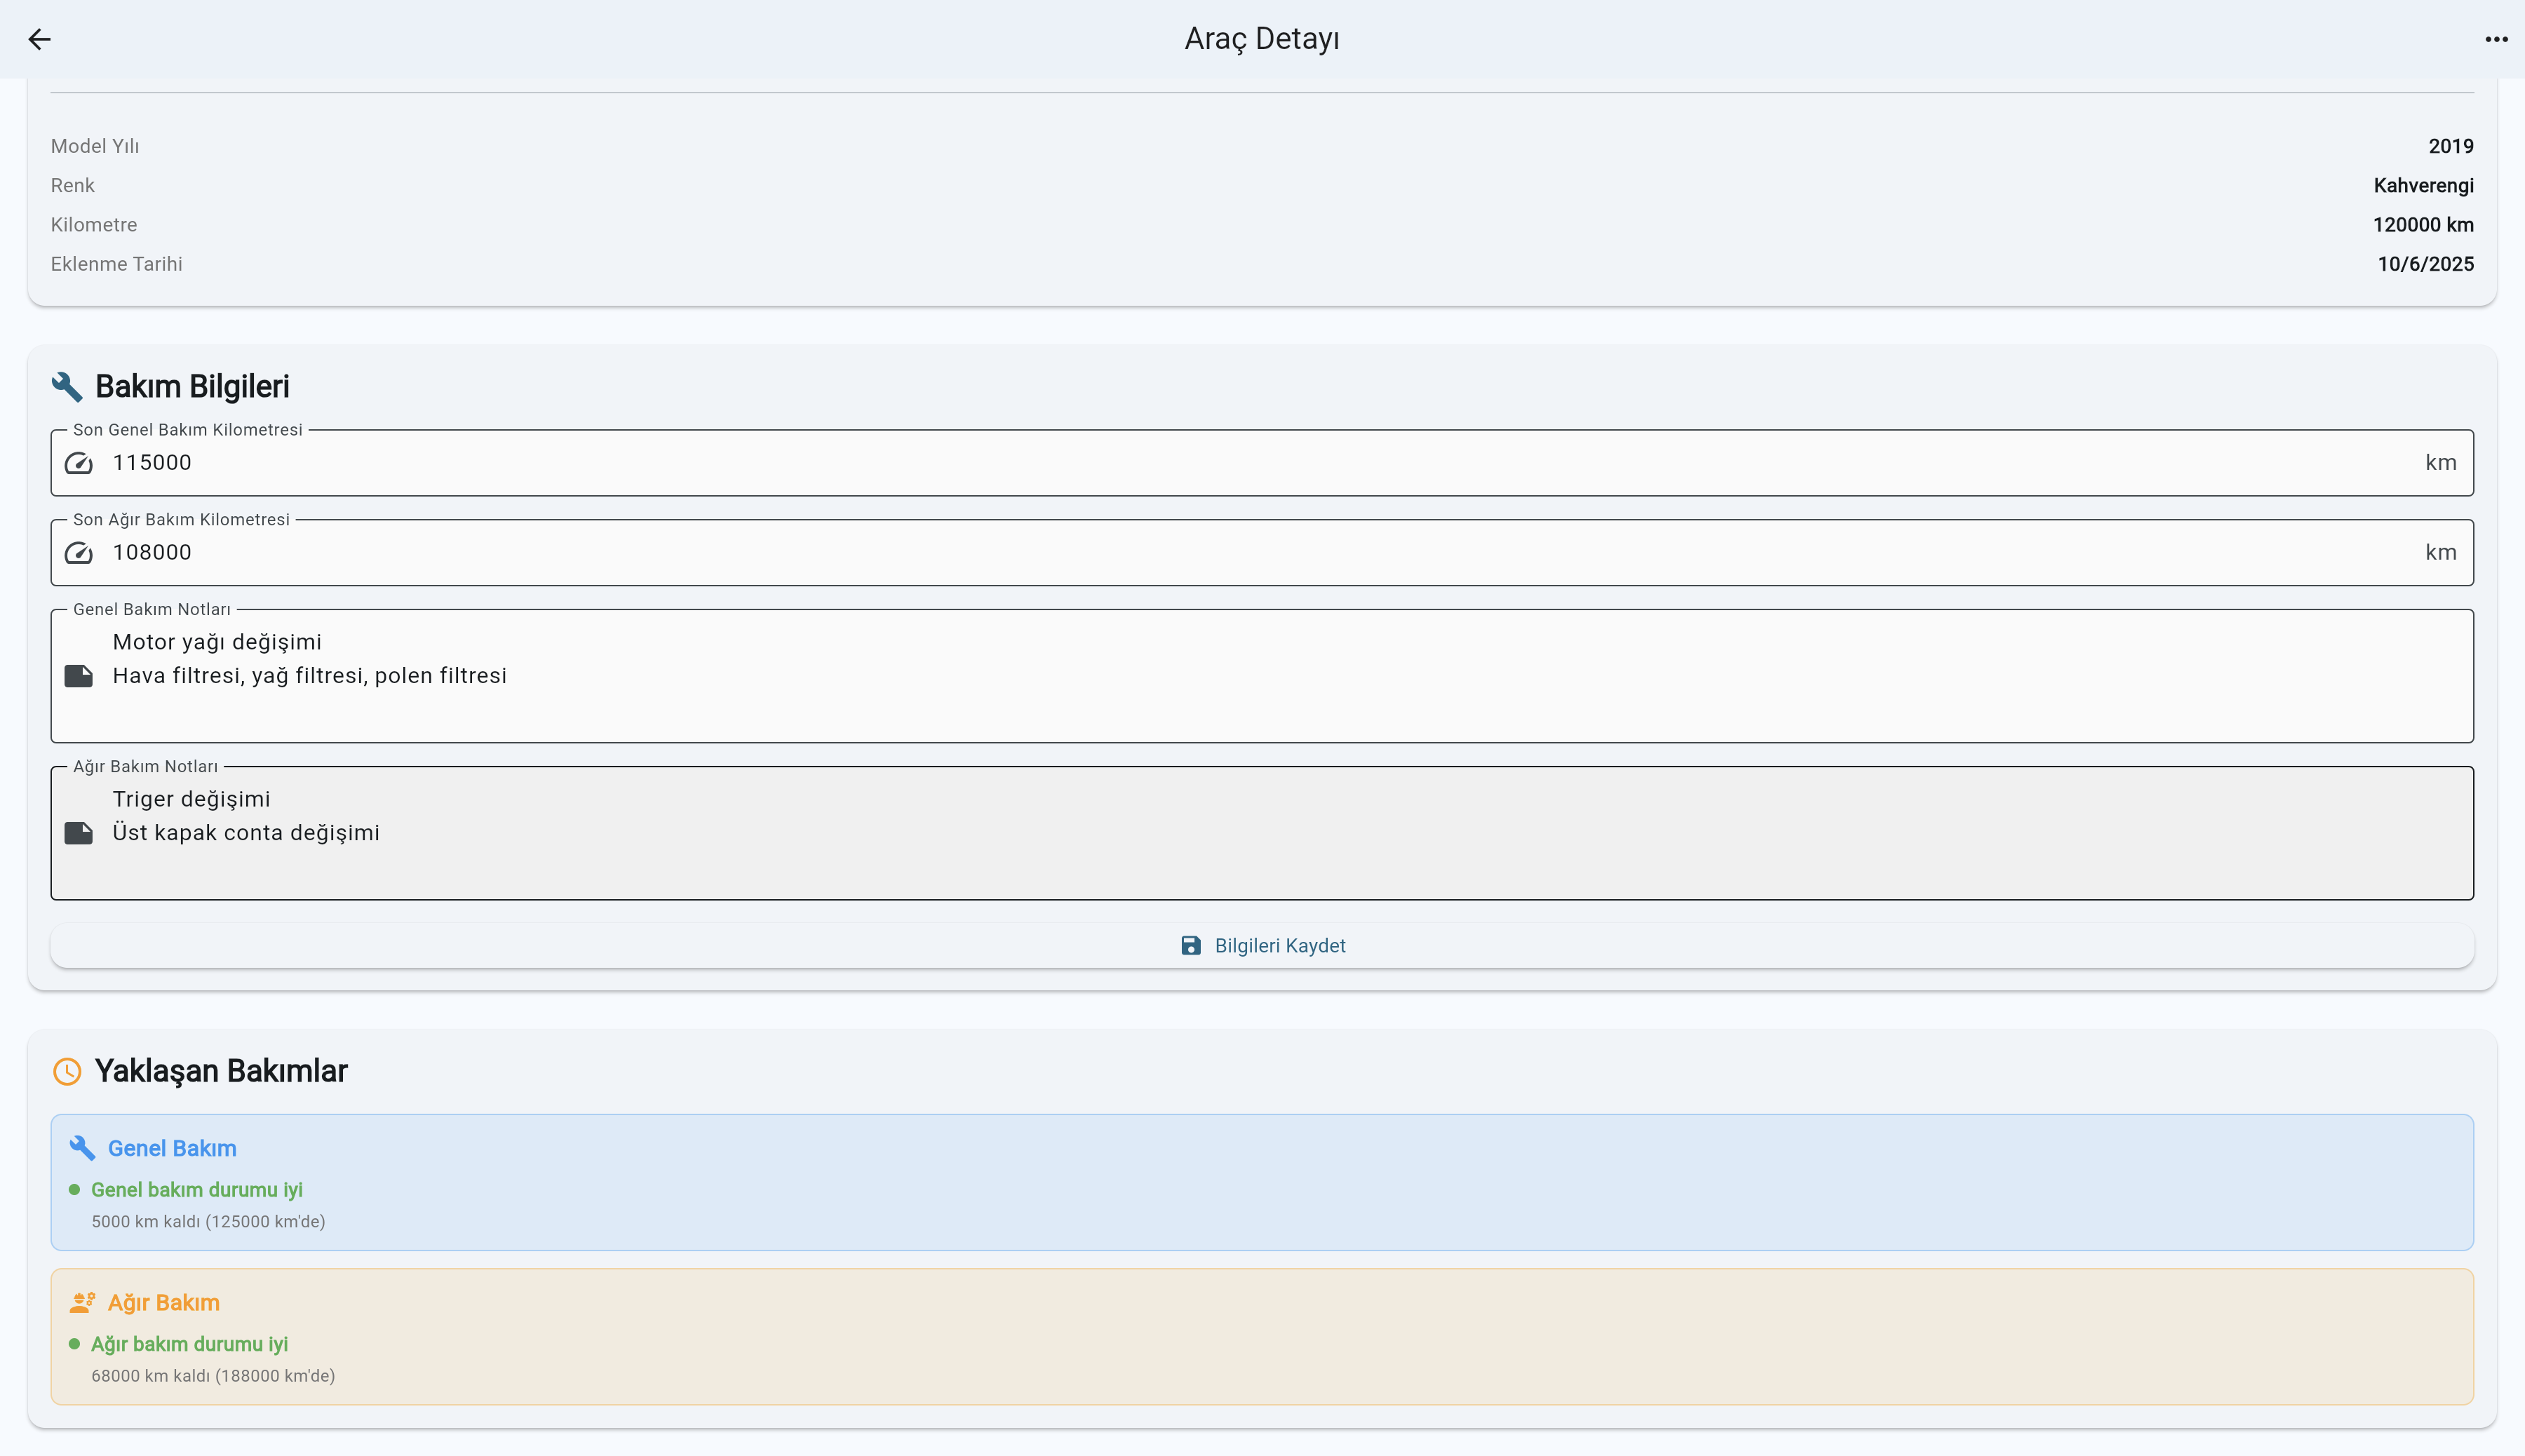 Araç Detayı
Model Yılı 2019
Renk Kahverengi
Kilometre 120000 km
Eklenme Tarihi 10/6/2025
Bakım Bilgileri
Son Genel Bakım Kilometresi
115000 km
Son Ağır Bakım Kilometresi
108000 km
Genel Bakım Notları
Motor yağı değişimi
Hava filtresi, yağ filtresi, polen filtresi
Ağır Bakım Notları
Triger değişimi
Üst kapak conta değişimi
Bilgileri Kaydet
Yaklaşan Bakımlar
Genel Bakım
Genel bakım durumu iyi
5000 km kaldı (125000 km'de)
Ağır Bakım
Ağır bakım durumu iyi
68000 km kaldı (188000 km'de)